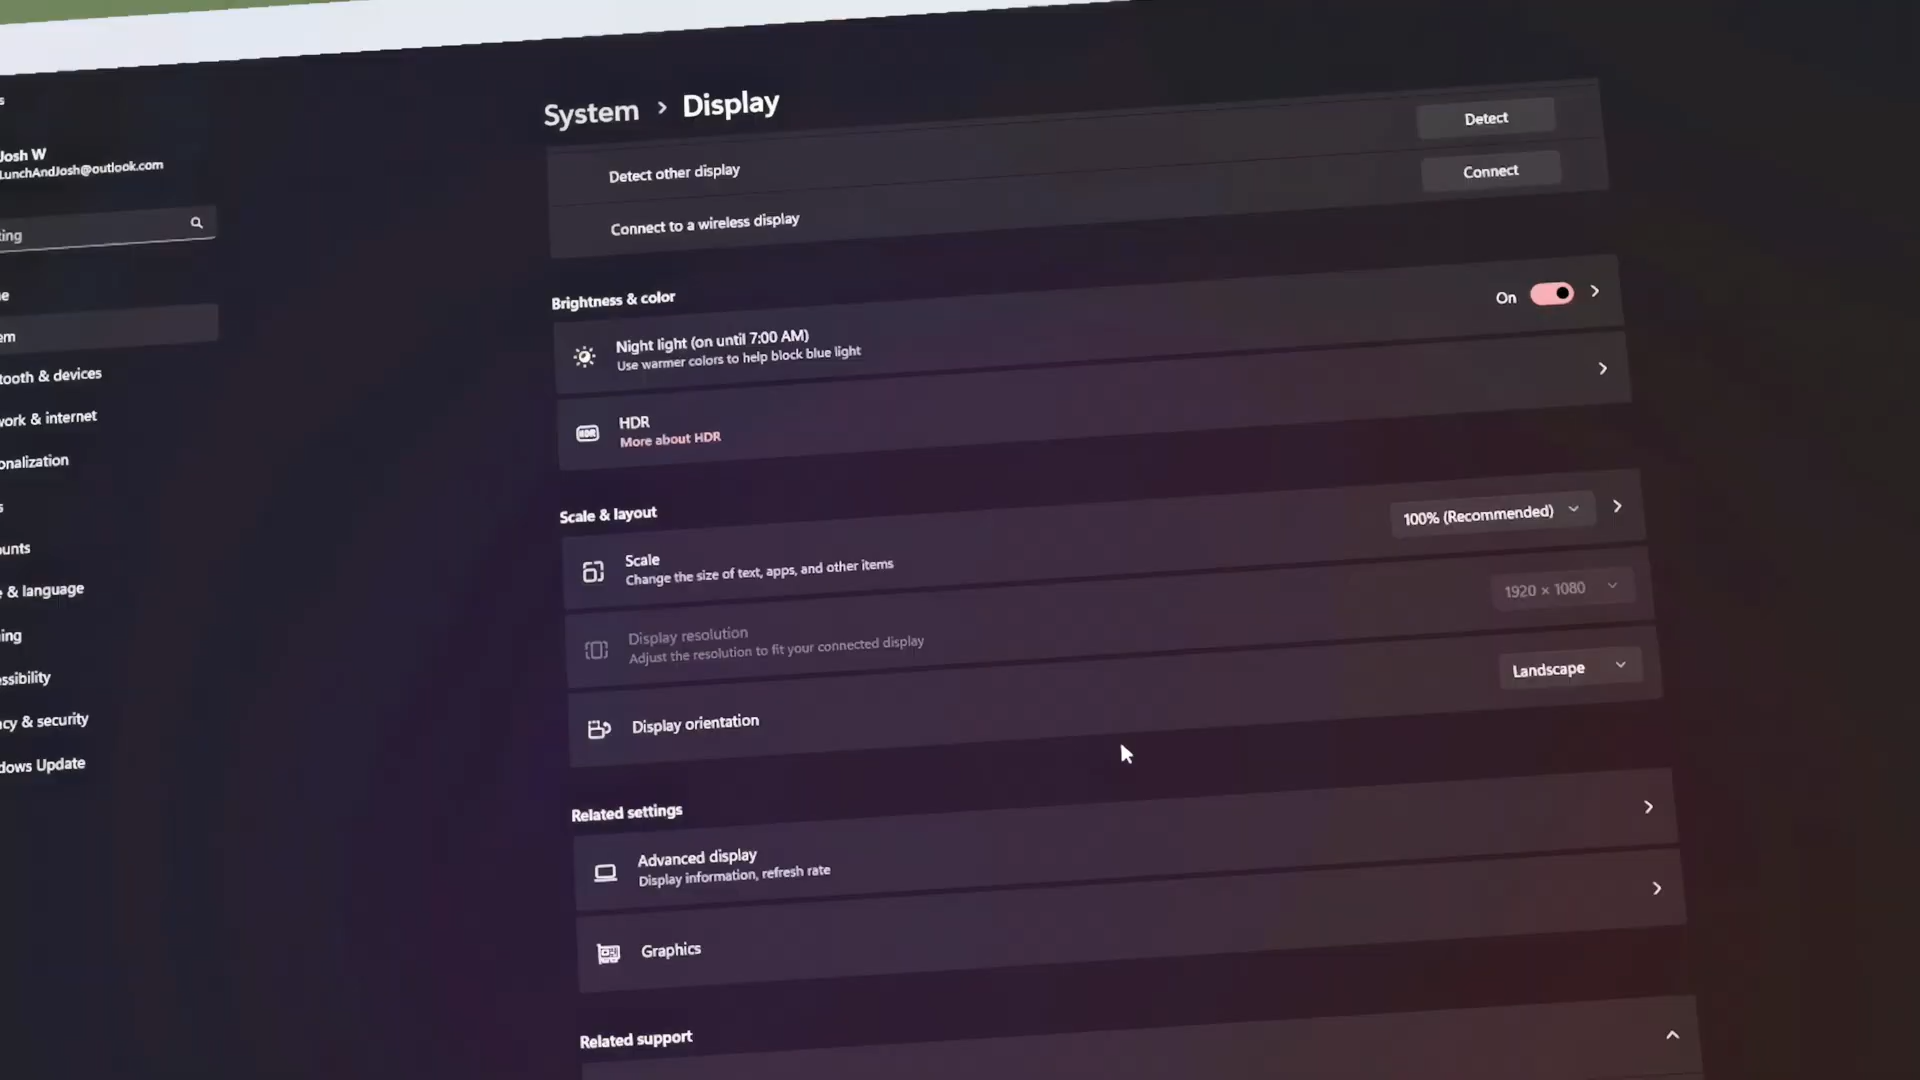 s
Josh W
LunchAndJosh@outlook.com
ting
e
em
tooth & devices
work & internet
onalization
s
unts
e & language
ing
essibility
acy & security
dows Update
System > Display
Detect other display
Detect
Connect to a wireless display
Connect
Brightness & color
Night light (on until 7:00 AM)
Use warmer colors to help block blue light
On
HDR
HDR
More about HDR
Scale & layout
Scale
Change the size of text, apps, and other items
100% (Recommended)
Display resolution
Adjust the resolution to fit your connected display
1920 × 1080
Display orientation
Landscape
Related settings
Advanced display
Display information, refresh rate
Graphics
Related support